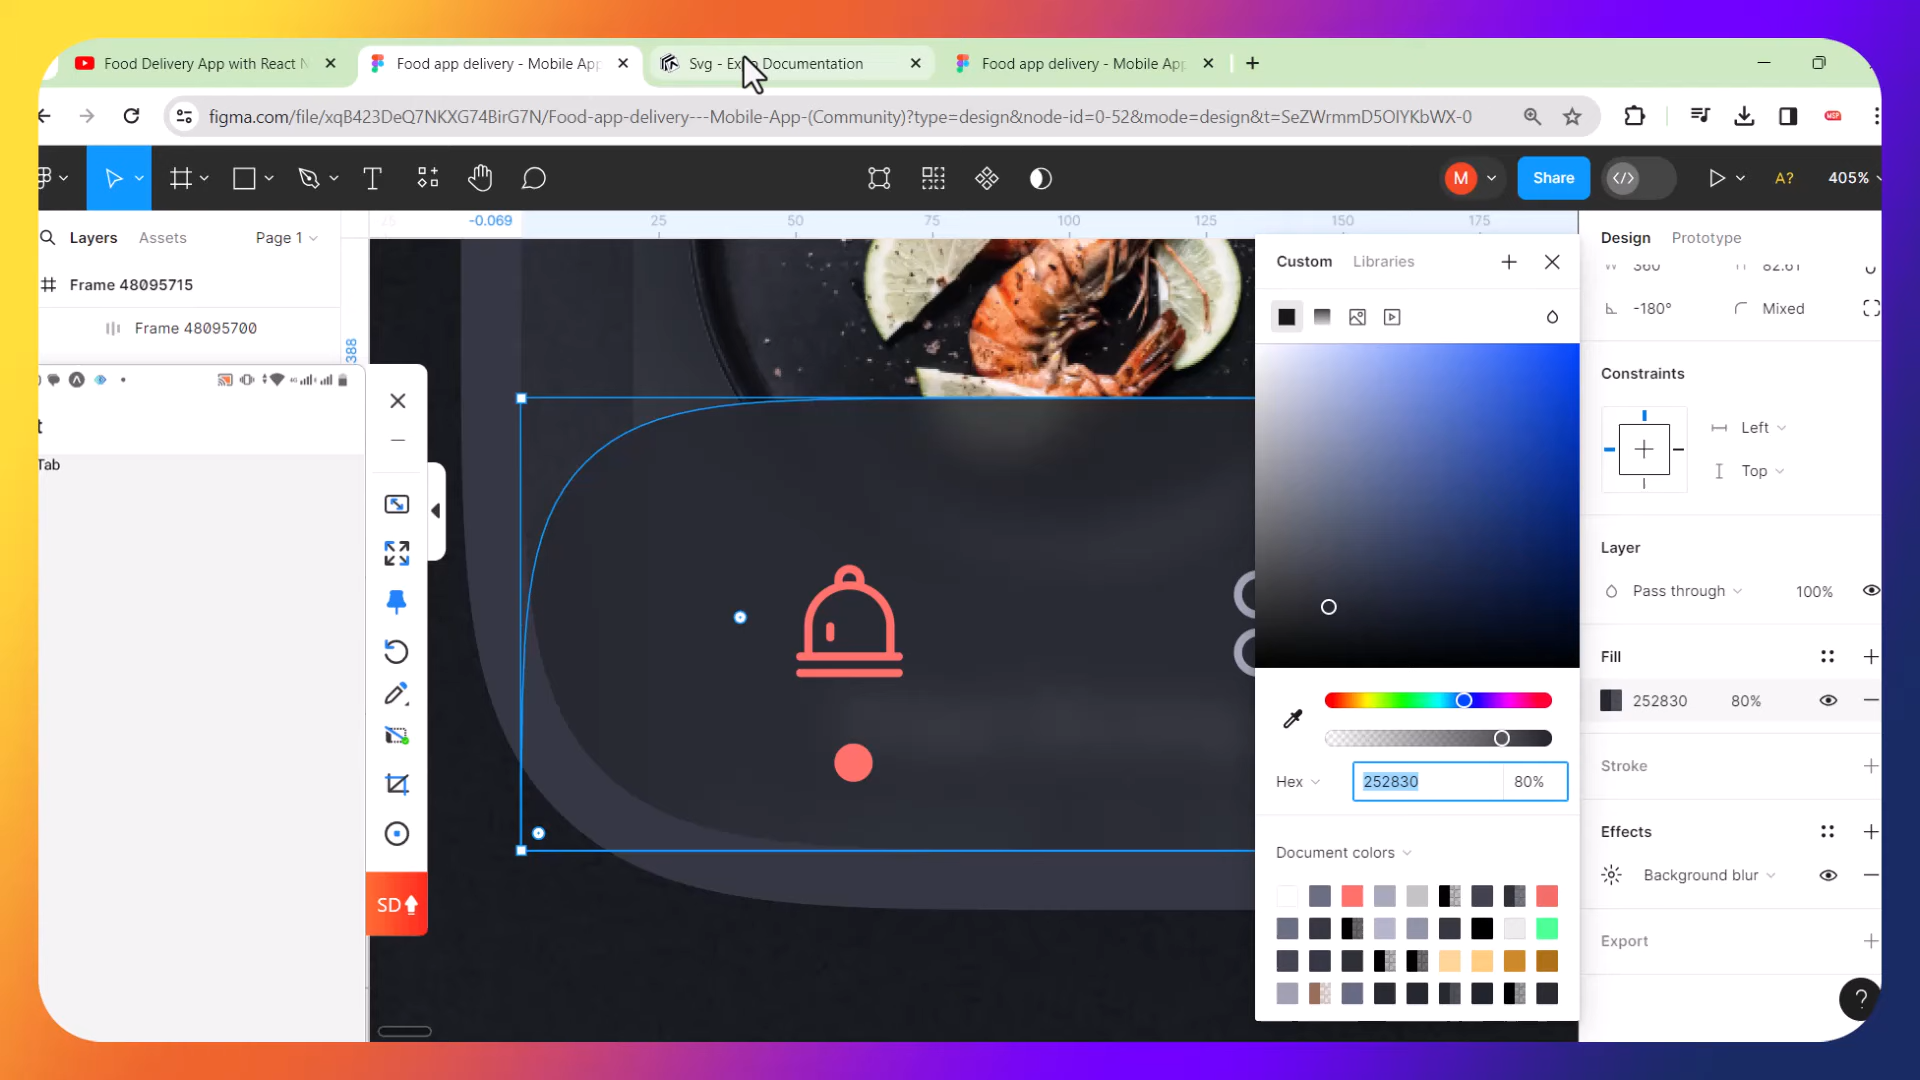 Food Delivery App with React N
Food app delivery - Mobile App
Svg - Expo Documentation
Food app delivery - Mobile App
figma.com/file/xqB423DeQ7NKXG74BirG7N/Food-app-delivery---Mobile-App-(Community)?type=design&node-id=0-52&mode=design&t=SeZWrmmD5OIYKbWX-0
M
Share
A?
405%
Layers
Assets
Page 1
-0.069
25
50
75
100
125
150
175
Custom
Libraries
Design
Prototype
W 360
82.61
Frame 48095715
Frame 48095700
-180°
Mixed
388
Constraints
Left
Top
t
Tab
Layer
Pass through
100%
Fill
252830
80%
Hex
252830
80%
Stroke
Effects
Background blur
Document colors
Export
SD
?